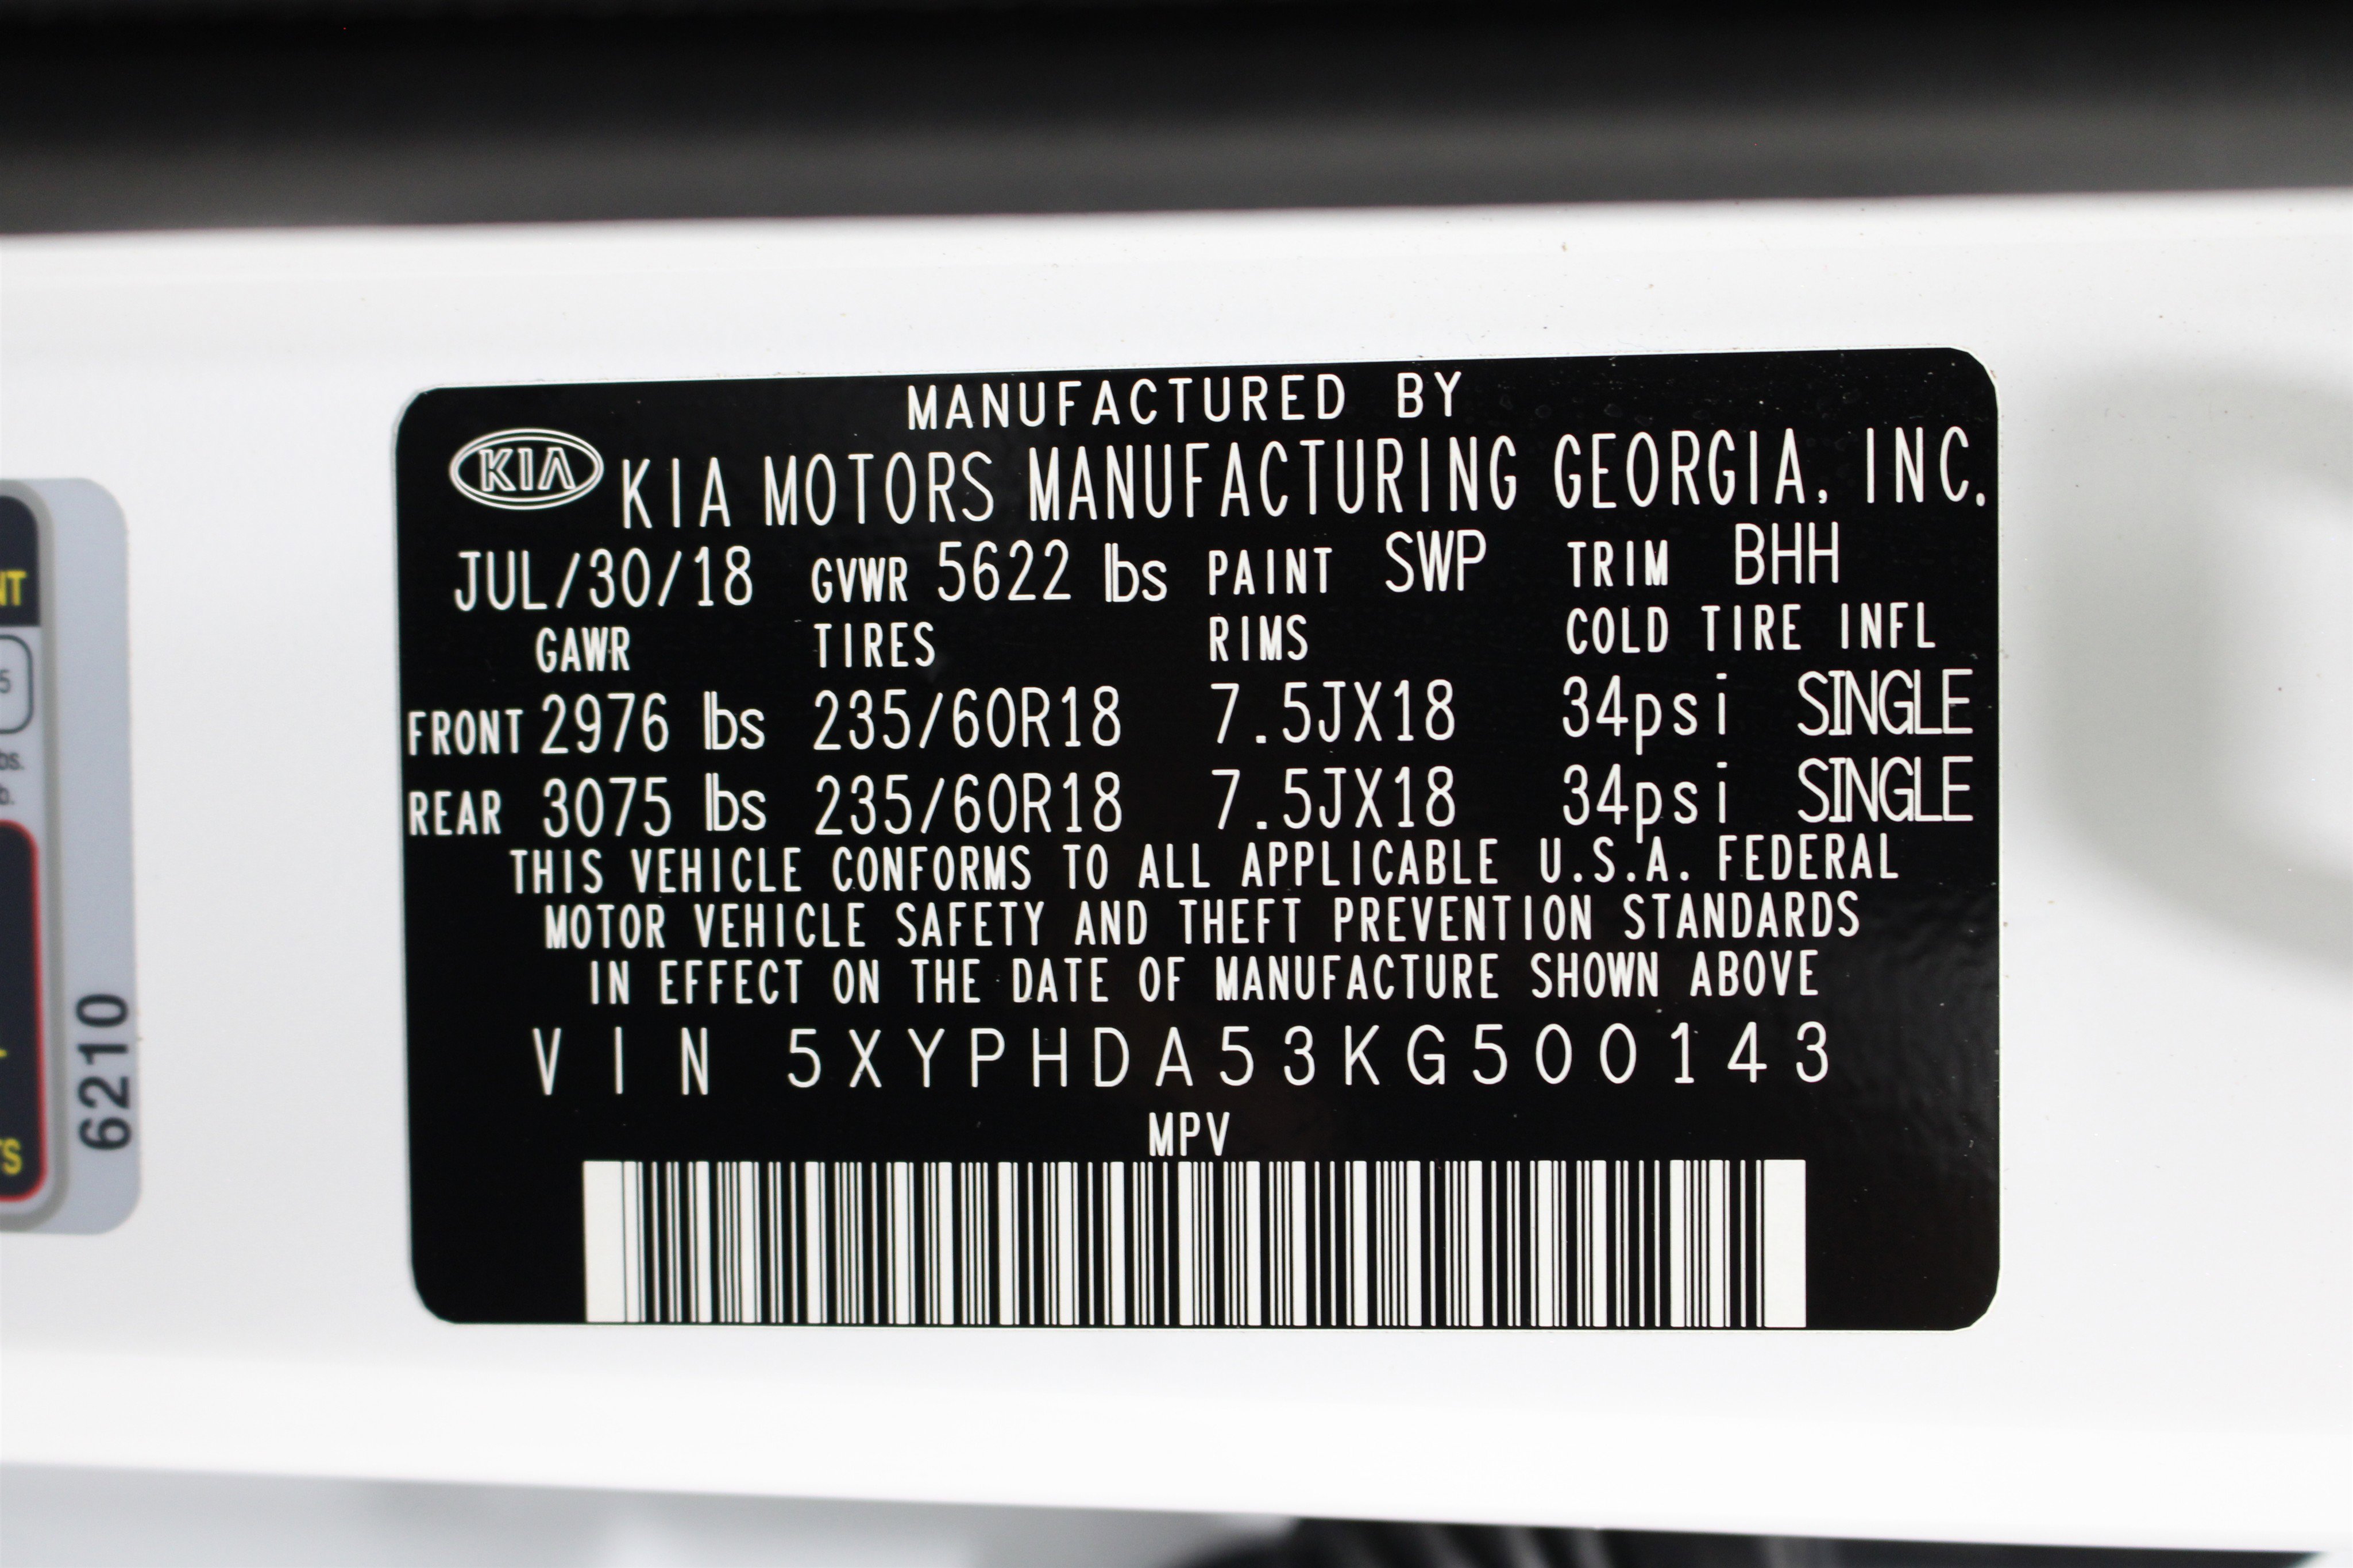 MANUFACTURED BY
KIA KIA MOTORS MANUFACTURING GEORGIA, INC.
JUL/30/18 GVWR 5622 lbs PAINT SWP TRIM BHH
GAWR TIRES RIMS COLD TIRE INFL
FRONT 2976 lbs 235/60R18 7.5JX18 34psi SINGLE
REAR 3075 lbs 235/60R18 7.5JX18 34psi SINGLE
THIS VEHICLE CONFORMS TO ALL APPLICABLE U.S.A. FEDERAL
MOTOR VEHICLE SAFETY AND THEFT PREVENTION STANDARDS
IN EFFECT ON THE DATE OF MANUFACTURE SHOWN ABOVE
VIN 5XYPHDA53KG500143
MPV
6210